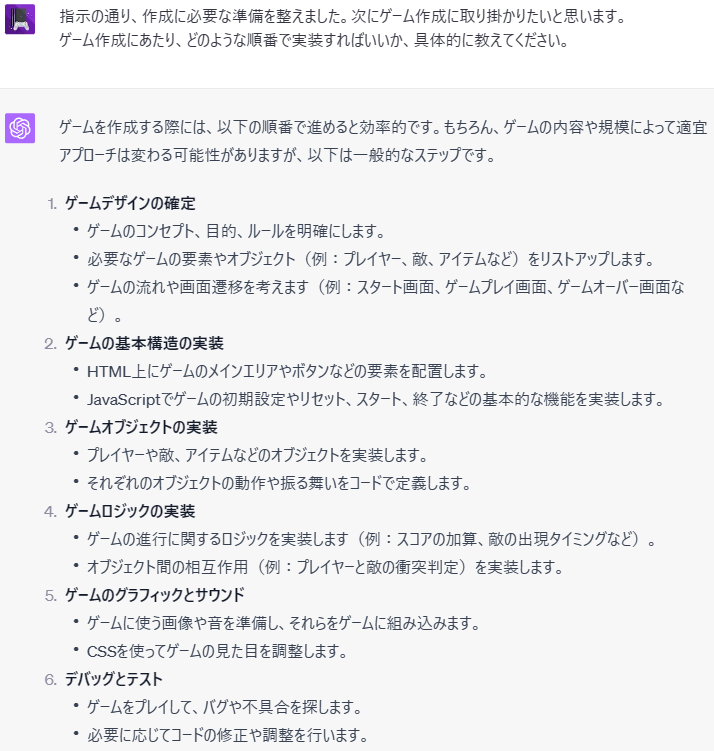 指示の通り、作成に必要な準備を整えました。次にゲーム作成に取り掛かりたいと思います。
ゲーム作成にあたり、どのような順番で実装すればいいか、具体的に教えてください。
ゲームを作成する際には、以下の順番で進めると効率的です。もちろん、ゲームの内容や規模によって適宜
アプローチは変わる可能性がありますが、以下は一般的なステップです。
1. ゲームデザインの確定
• ゲームのコンセプト、目的、ルールを明確にします。
• 必要なゲームの要素やオブジェクト（例：プレイヤー、敵、アイテムなど）をリストアップします。
• ゲームの流れや画面遷移を考えます（例：スタート画面、ゲームプレイ画面、ゲームオーバー画面な
ど）。
2. ゲームの基本構造の実装
• HTML上にゲームのメインエリアやボタンなどの要素を配置します。
• JavaScriptでゲームの初期設定やリセット、スタート、終了などの基本的な機能を実装します。
3. ゲームオブジェクトの実装
• プレイヤーや敵、アイテムなどのオブジェクトを実装します。
• それぞれのオブジェクトの動作や振る舞いをコードで定義します。
4. ゲームロジックの実装
• ゲームの進行に関するロジックを実装します（例：スコアの加算、敵の出現タイミングなど）。
• オブジェクト間の相互作用（例：プレイヤーと敵の衝突判定）を実装します。
5. ゲームのグラフィックとサウンド
• ゲームに使う画像や音を準備し、それらをゲームに組み込みます。
• CSSを使ってゲームの見た目を調整します。
6. デバッグとテスト
• ゲームをプレイして、バグや不具合を探します。
• 必要に応じてコードの修正や調整を行います。